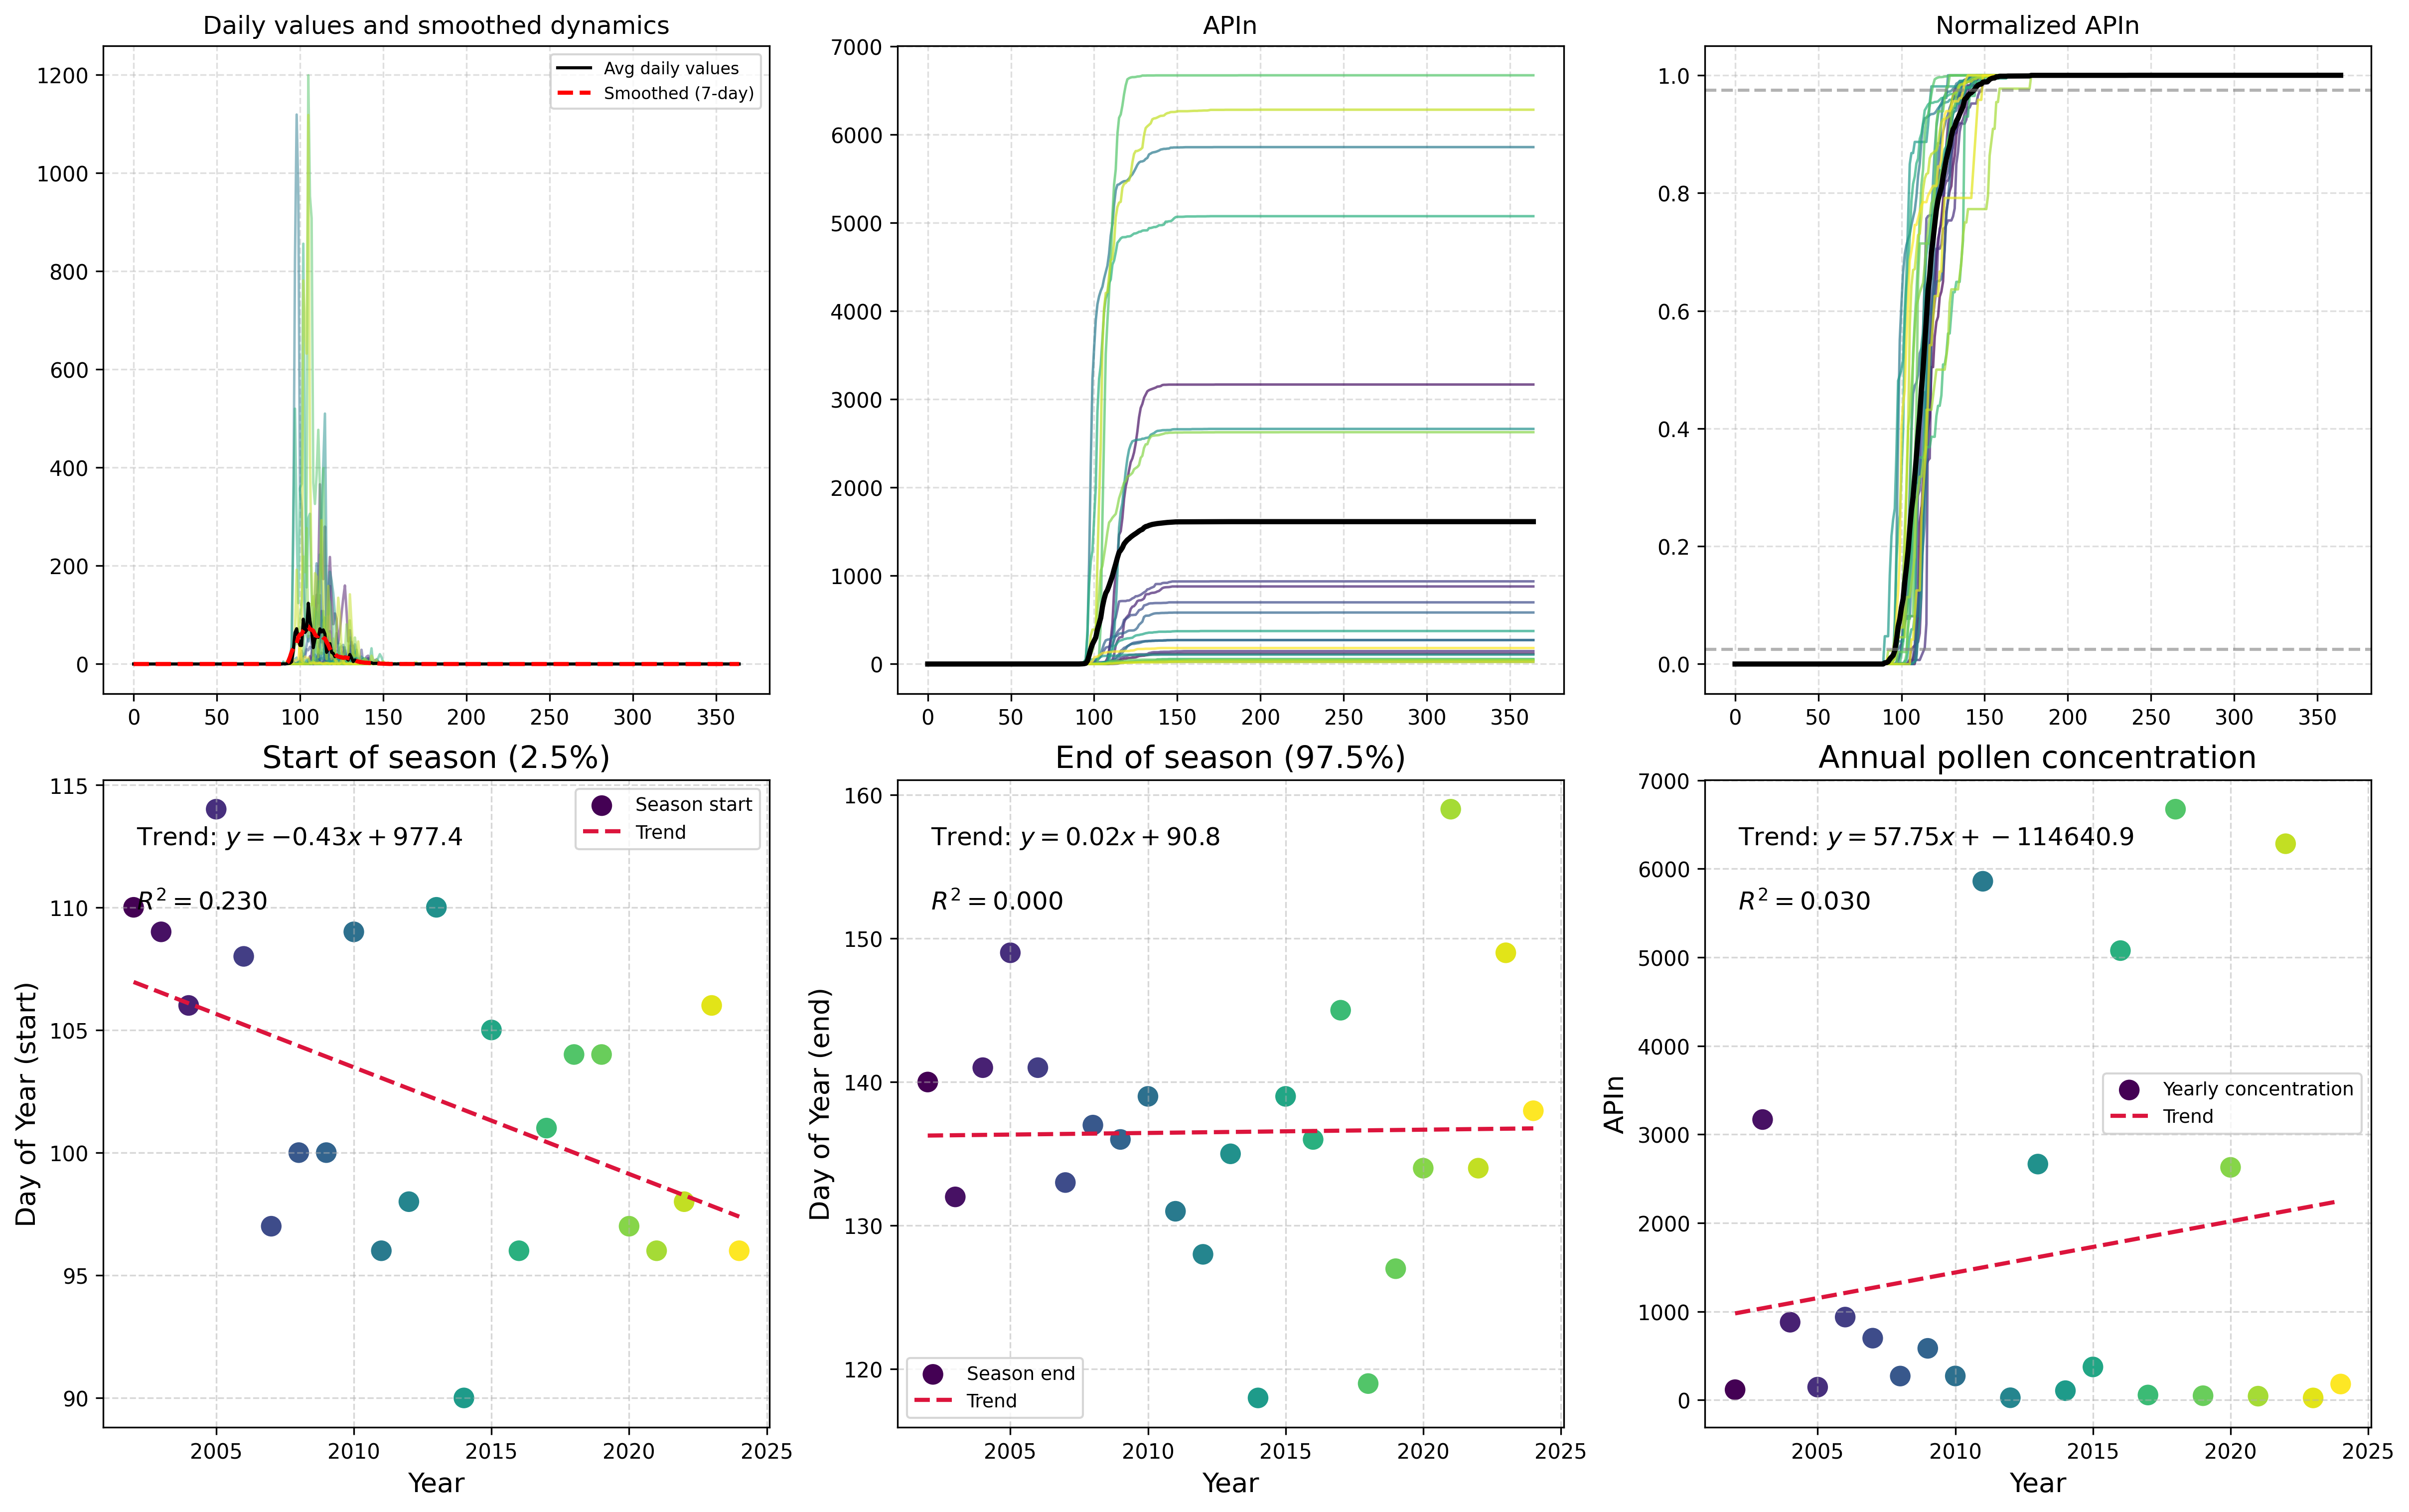 Daily values and smoothed dynamics
1200
1000
800
600
400
200
0
0 50 100 150 200 250 300 350
Avg daily values
Smoothed (7-day)
APIn
7000
6000
5000
4000
3000
2000
1000
0
0 50 100 150 200 250 300 350
Normalized APIn
1.0
0.8
0.6
0.4
0.2
0.0
0 50 100 150 200 250 300 350
Start of season (2.5%)
Day of Year (start)
115
110
105
100
95
90
Trend: y = −0.43x + 977.4
R² = 0.230
Season start
Trend
2005 2010 2015 2020 2025
Year
End of season (97.5%)
Day of Year (end)
160
150
140
130
120
Trend: y = 0.02x + 90.8
R² = 0.000
Season end
Trend
2005 2010 2015 2020 2025
Year
Annual pollen concentration
APIn
7000
6000
5000
4000
3000
2000
1000
0
Trend: y = 57.75x + −114640.9
R² = 0.030
Yearly concentration
Trend
2005 2010 2015 2020 2025
Year